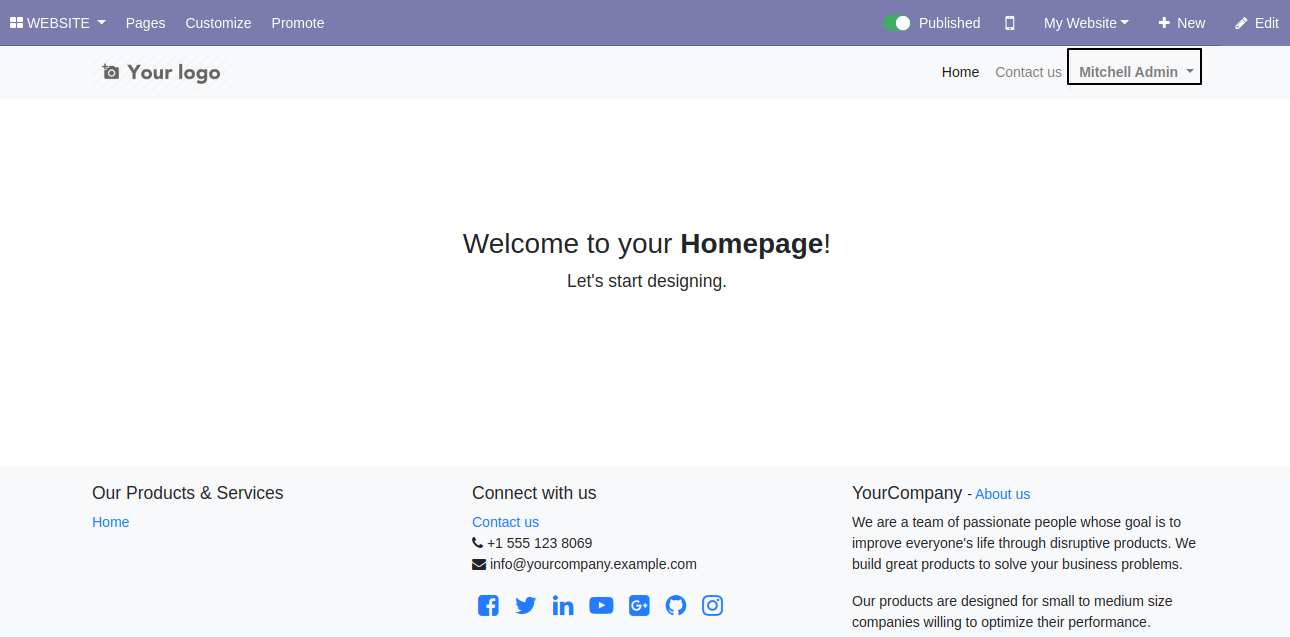 WEBSITE Pages Customize Promote Published My Website New Edit
Your logo Home Contact us Mitchell Admin
Welcome to your Homepage!
Let's start designing.
Our Products & Services
Home
Connect with us
Contact us
+1 555 123 8069
info@yourcompany.example.com
YourCompany - About us
We are a team of passionate people whose goal is to
improve everyone's life through disruptive products. We
build great products to solve your business problems.
Our products are designed for small to medium size
companies willing to optimize their performance.